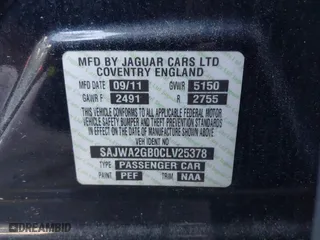 MFD BY JAGUAR CARS LTD
COVENTRY ENGLAND
MFD DATE 09/11 GVWR 5150
GAWR F 2491 R 2755
THIS VEHICLE CONFORMS TO ALL APPLICABLE FEDERAL MOTOR
VEHICLE SAFETY, BUMPER, AND THEFT PREVENTION STANDARDS
IN EFFECT ON THE DATE OF MANUFACTURE SHOWN ABOVE.
VEH IDENT NO
SAJWA2GB0CLV25378
TYPE PASSENGER CAR
PAINT PEF TRIM NAA
DREAMBID